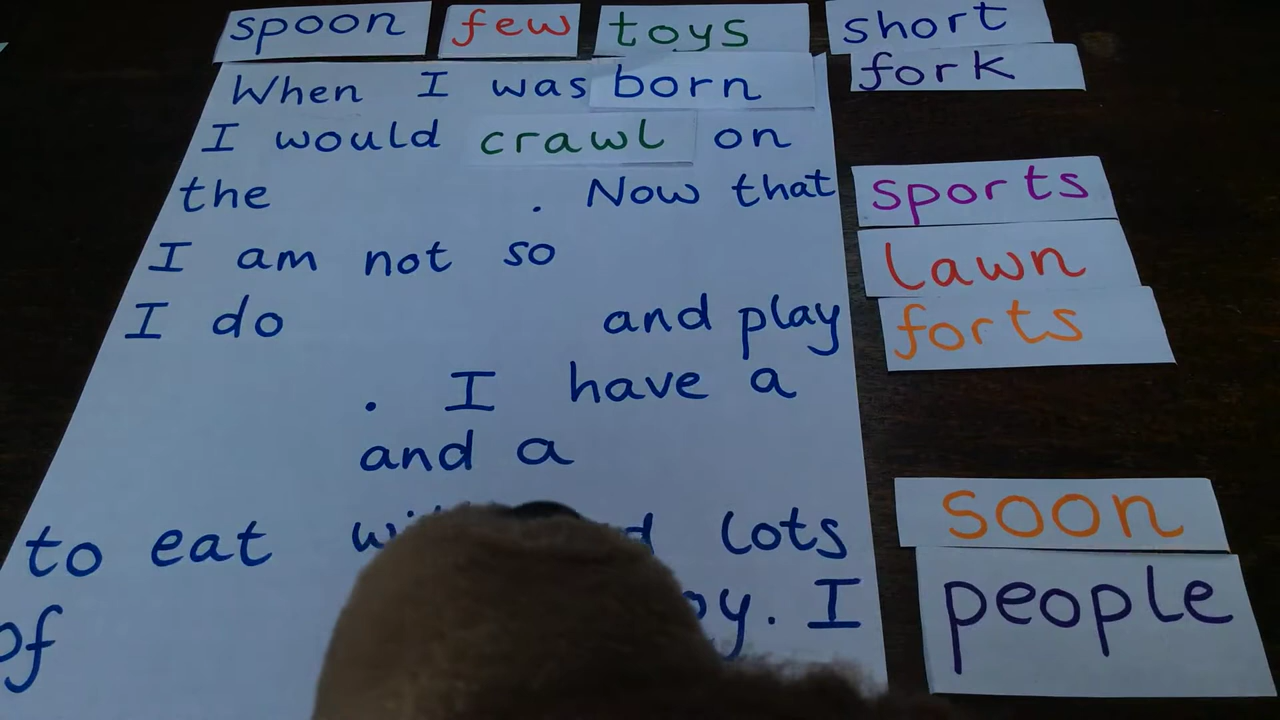 spoon few toys short
fork
When I was born
I would crawl on
the . Now that
sports
I am not so
lawn
I do and play
forts
. I have a
and a
to eat lots
soon
of I
people